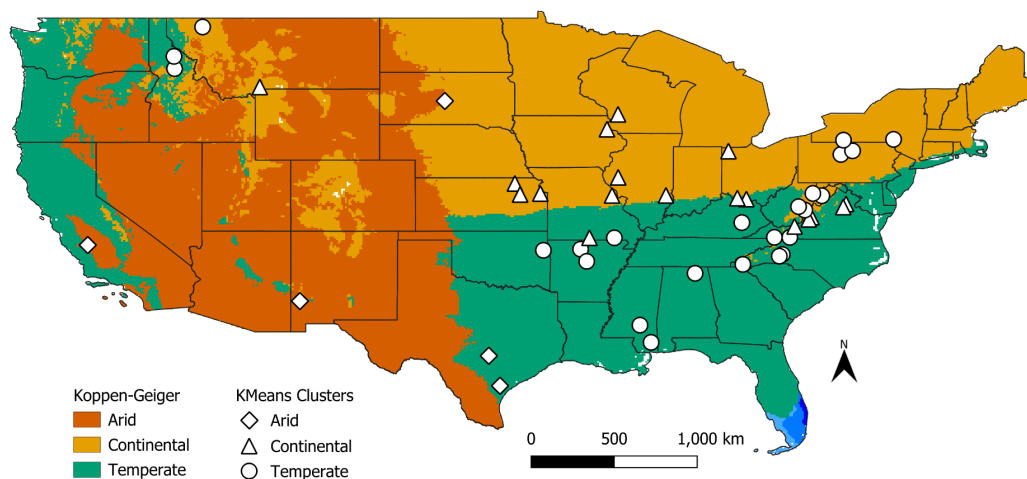 N
Koppen-Geiger
Arid
Continental
Temperate
KMeans Clusters
Arid
Continental
Temperate
0 500 1,000 km